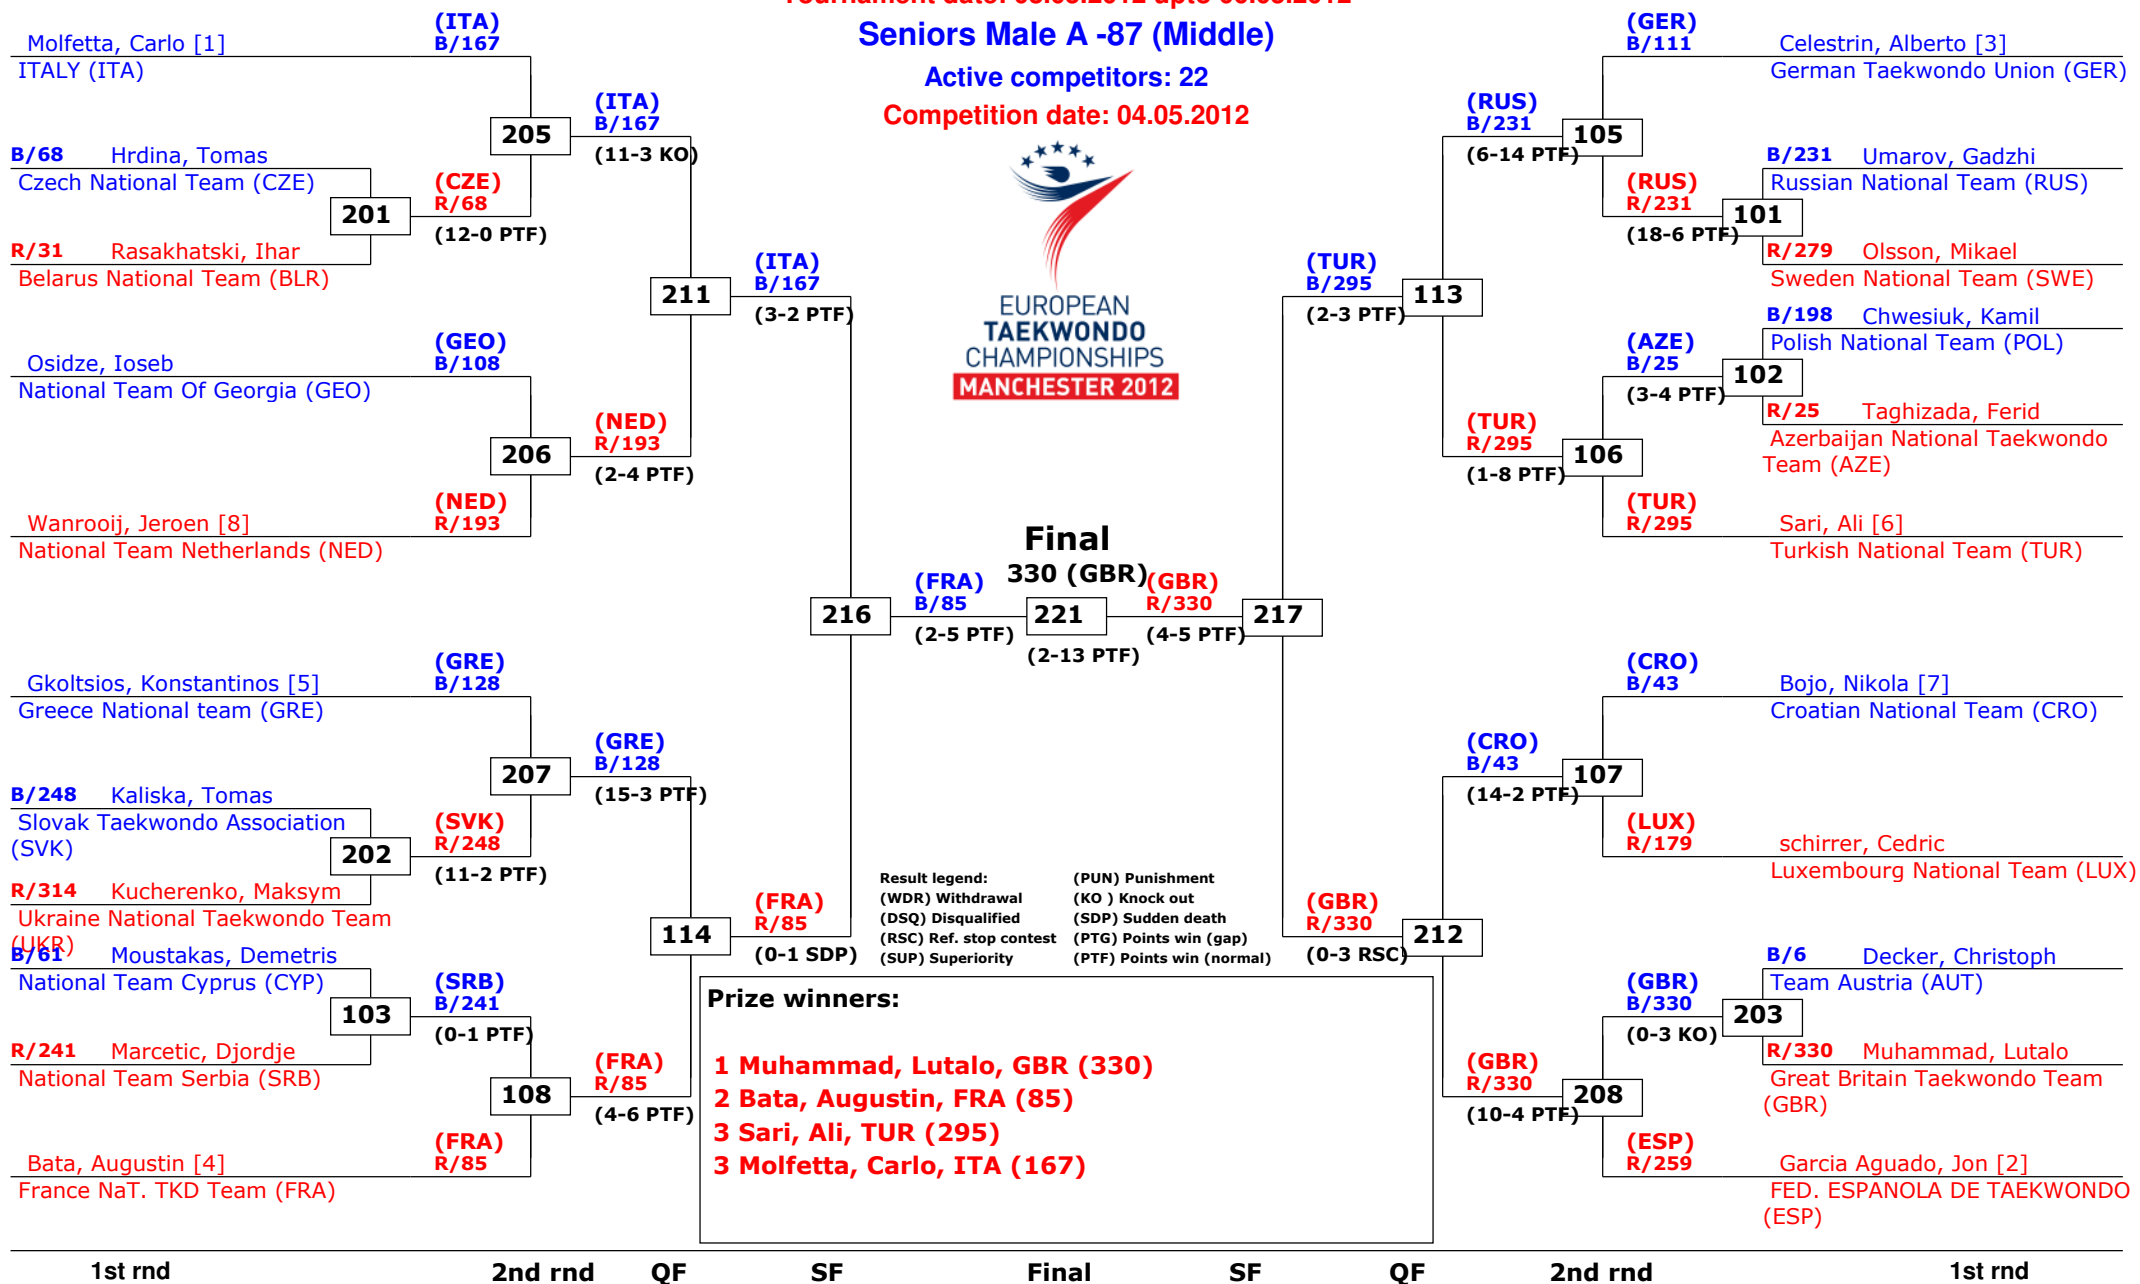 Seniors Male A -87 (Middle)
Active competitors: 22
Competition date: 04.05.2012
EUROPEAN
TAEKWONDO
CHAMPIONSHIPS
MANCHESTER 2012
(ITA)
Molfetta, Carlo [1] B/167
ITALY (ITA)
(ITA)
B/167
205
(11-3 KO)
B/68 Hrdina, Tomas
Czech National Team (CZE)
(CZE)
201 R/68
(12-0 PTF)
R/31 Rasakhatski, Ihar
Belarus National Team (BLR)
(ITA)
B/167
211
(3-2 PTF)
(GEO)
Osidze, Ioseb B/108
National Team Of Georgia (GEO)
(NED)
R/193
206
(2-4 PTF)
(NED)
Wanrooij, Jeroen [8] R/193
National Team Netherlands (NED)
216
(FRA)
B/85
(2-5 PTF)
(GRE)
Gkoltsios, Konstantinos [5] B/128
Greece National team (GRE)
(GRE)
B/128
207
(15-3 PTF)
B/248 Kaliska, Tomas
Slovak Taekwondo Association
(SVK)
(SVK)
202 R/248
(11-2 PTF)
R/314 Kucherenko, Maksym
Ukraine National Taekwondo Team
(UKR)
(FRA)
R/85
114
(0-1 SDP)
B/61 Moustakas, Demetris
National Team Cyprus (CYP)
(SRB)
B/241
103
(0-1 PTF)
R/241 Marcetic, Djordje
National Team Serbia (SRB)
(FRA)
R/85
108
(4-6 PTF)
(FRA)
Bata, Augustin [4] R/85
France NaT. TKD Team (FRA)
Final
330 (GBR)
221
(2-13 PTF)
(GBR)
R/330
217
(4-5 PTF)
(GER)
B/111 Celestrin, Alberto [3]
German Taekwondo Union (GER)
(RUS)
B/231
105
(6-14 PTF)
B/231 Umarov, Gadzhi
Russian National Team (RUS)
(RUS)
R/231 101
(18-6 PTF)
R/279 Olsson, Mikael
Sweden National Team (SWE)
(TUR)
B/295
113
(2-3 PTF)
B/198 Chwesiuk, Kamil
Polish National Team (POL)
(AZE)
B/25
102
(3-4 PTF)
R/25 Taghizada, Ferid
Azerbaijan National Taekwondo
Team (AZE)
(TUR)
R/295
106
(1-8 PTF)
(TUR)
R/295 Sari, Ali [6]
Turkish National Team (TUR)
(CRO)
B/43 Bojo, Nikola [7]
Croatian National Team (CRO)
(CRO)
B/43
107
(14-2 PTF)
(LUX)
R/179 schirrer, Cedric
Luxembourg National Team (LUX)
(GBR)
R/330
212
(0-3 RSC)
B/6 Decker, Christoph
Team Austria (AUT)
(GBR)
B/330
203
(0-3 KO)
R/330 Muhammad, Lutalo
Great Britain Taekwondo Team
(GBR)
(GBR)
R/330
208
(10-4 PTF)
(ESP)
R/259 Garcia Aguado, Jon [2]
FED. ESPANOLA DE TAEKWONDO
(ESP)
Result legend: (PUN) Punishment
(WDR) Withdrawal (KO ) Knock out
(DSQ) Disqualified (SDP) Sudden death
(RSC) Ref. stop contest (PTG) Points win (gap)
(SUP) Superiority (PTF) Points win (normal)
Prize winners:
1 Muhammad, Lutalo, GBR (330)
2 Bata, Augustin, FRA (85)
3 Sari, Ali, TUR (295)
3 Molfetta, Carlo, ITA (167)
1st rnd 2nd rnd QF SF Final SF QF 2nd rnd 1st rnd